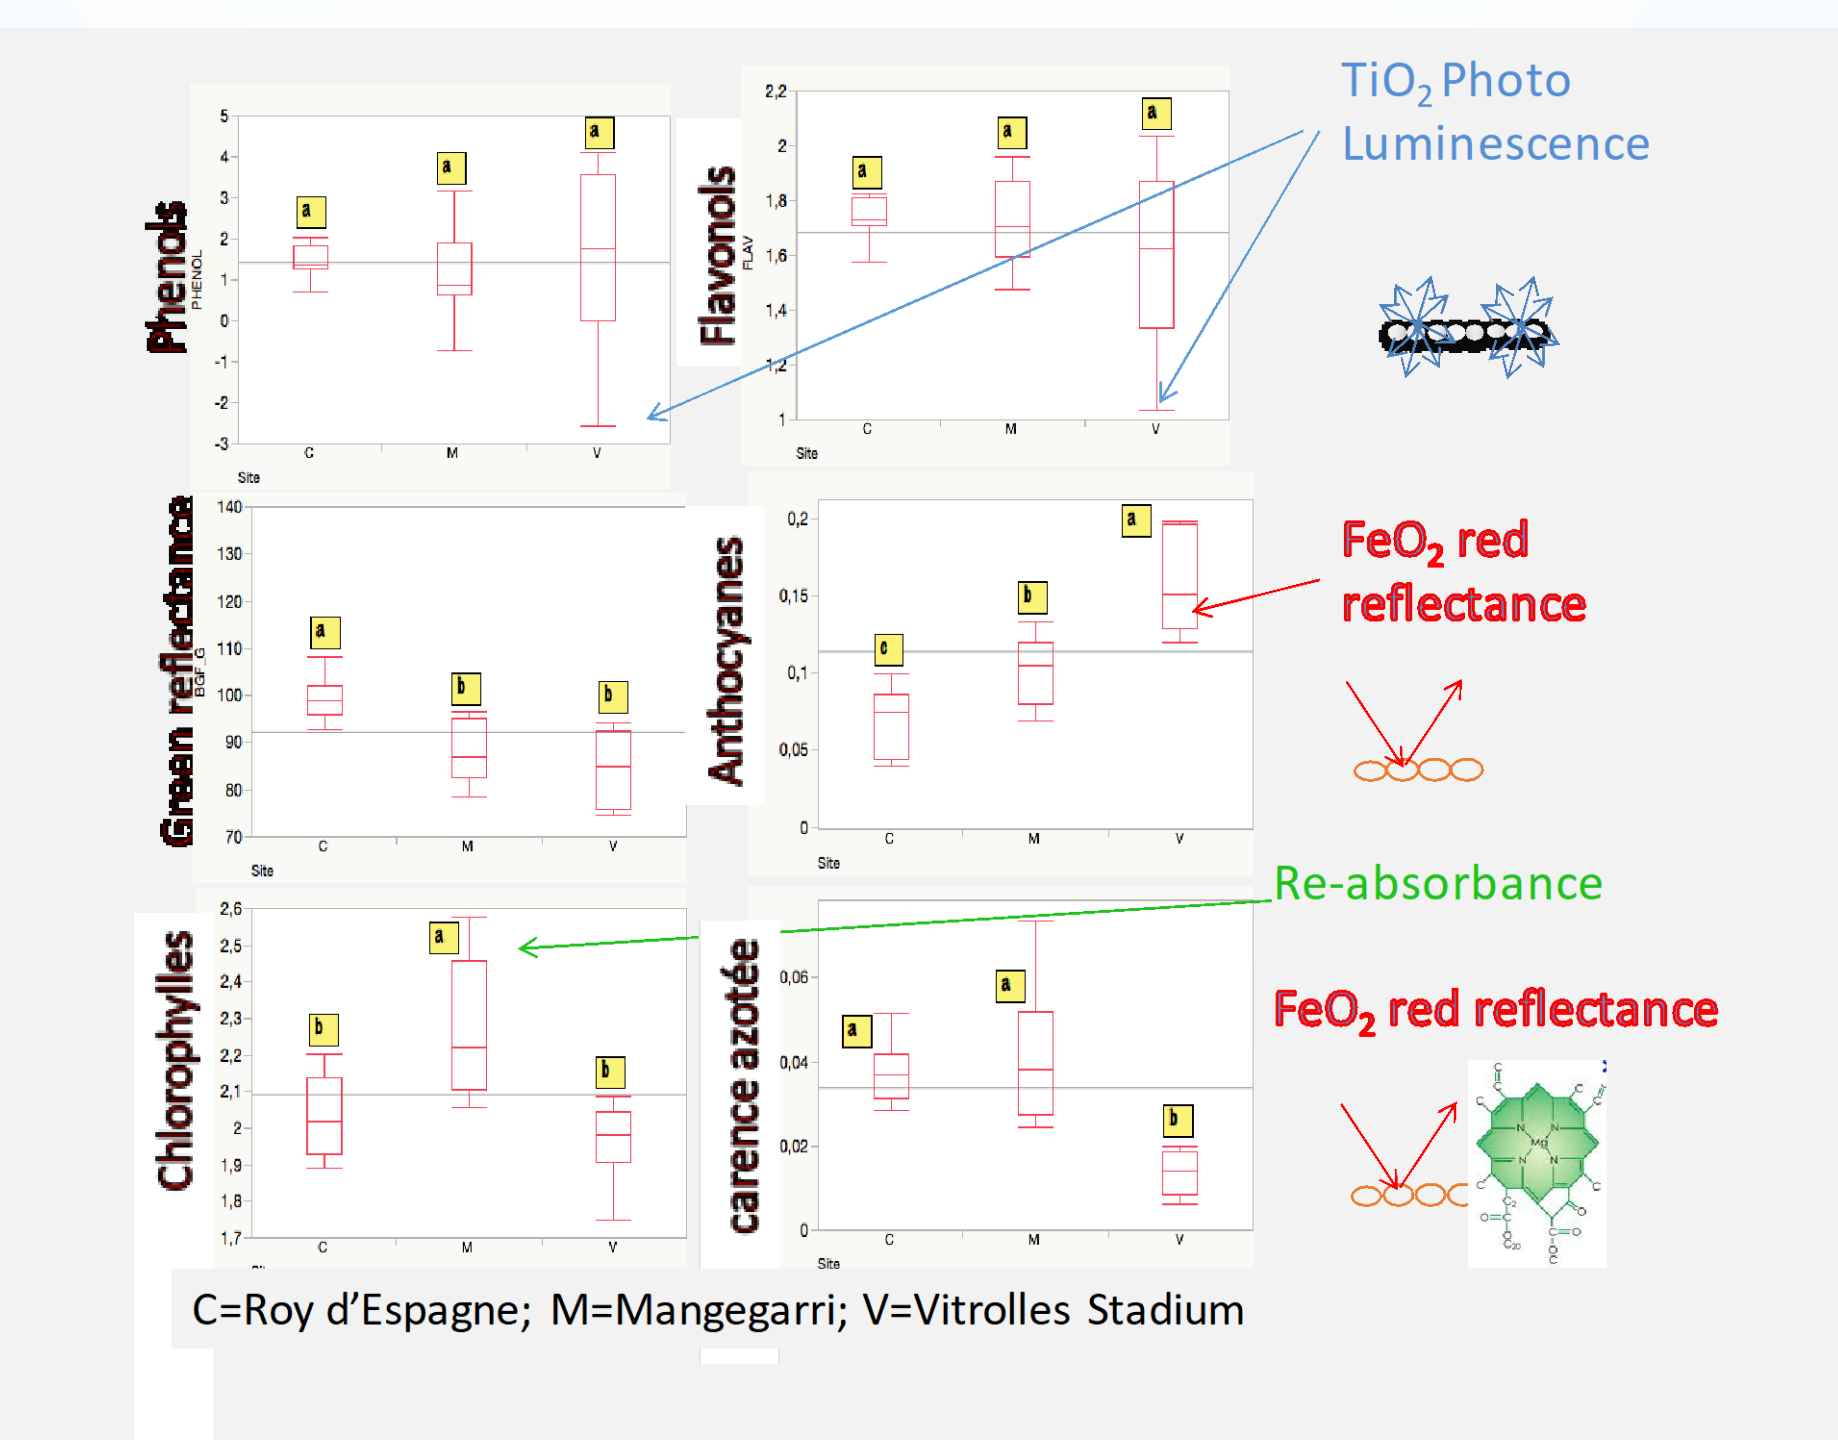 TiO2 Photo
Luminescence
Phenols
PHENOL
5
4
3
2
1
0
-1
-2
-3
a
a
a
C
M
V
Site
Flavonols
FLAV
2,2
2
1,8
1,6
1,4
1,2
1
a
a
a
C
M
V
Site
Green reflectance
BGF_G
140
130
120
110
100
90
80
70
a
b
b
C
M
V
Site
Anthocyanes
0,2
0,15
0,1
0,05
0
c
b
a
C
M
V
Site
FeO2 red
reflectance
Chlorophylles
2,6
2,5
2,4
2,3
2,2
2,1
2
1,9
1,8
1,7
b
a
b
C
M
V
carence azotée
0,06
0,04
0,02
0
a
a
b
C
M
V
Site
Re-absorbance
FeO2 red reflectance
C
C
C
C
C
N
N
Mg
N
N
C
C
C2
O=C
O
O
C20
C=O
O
C
C=Roy d'Espagne; M=Mangegarri; V=Vitrolles Stadium